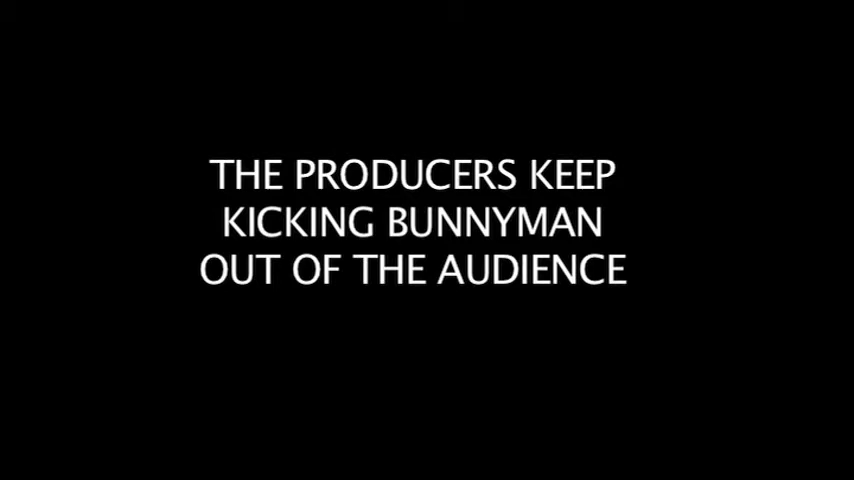 THE PRODUCERS KEEP
KICKING BUNNYMAN
OUT OF THE AUDIENCE